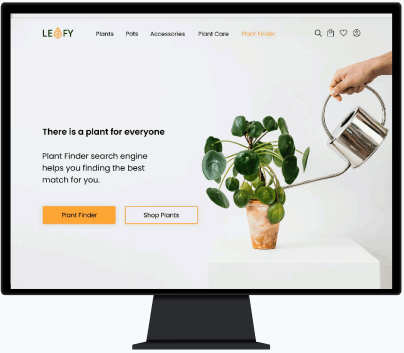 LEAFY
Plants Pots Accessories Plant Care Plant Finder
There is a plant for everyone
Plant Finder search engine
helps you finding the best
match for you.
Plant Finder Shop Plants